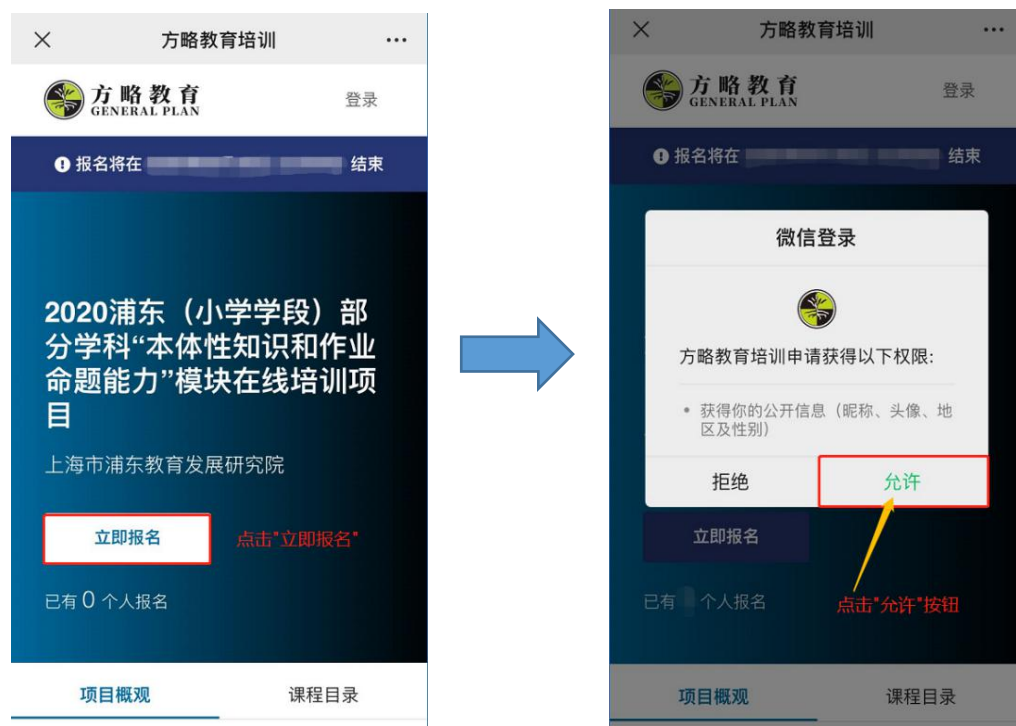 方略教育培训
方略教育
GENERAL PLAN
登录
报名将在
结束
2020浦东（小学学段）部
分学科“本体性知识和作业
命题能力”模块在线培训项
目
上海市浦东教育发展研究院
立即报名
点击"立即报名"
已有 0 个人报名
项目概观
课程目录
方略教育培训
方略教育
GENERAL PLAN
登录
报名将在
结束
微信登录
方略教育培训申请获得以下权限:
• 获得你的公开信息（昵称、头像、地
区及性别）
拒绝
允许
立即报名
已有 个人报名
点击"允许"按钮
项目概观
课程目录